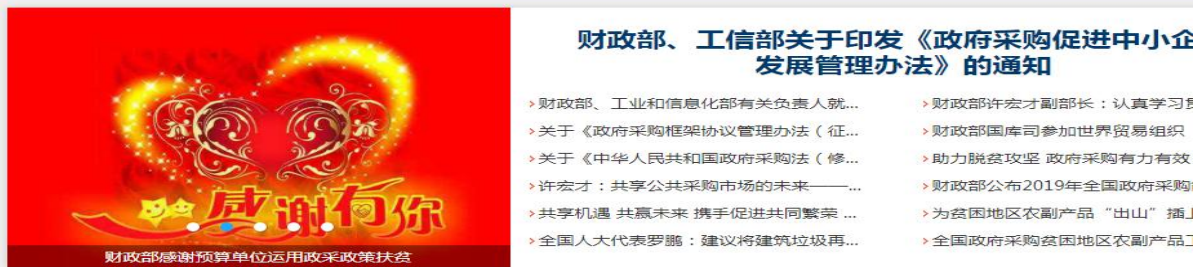 感谢有你
财政部感谢预算单位运用政采政策扶贫
财政部、工信部关于印发《政府采购促进中小企
发展管理办法》的通知
›财政部、工业和信息化部有关负责人就...
›关于《政府采购框架协议管理办法（征...
›关于《中华人民共和国政府采购法（修...
›许宏才：共享公共采购市场的未来——...
›共享机遇 共赢未来 携手促进共同繁荣 ...
›全国人大代表罗鹏：建议将建筑垃圾再...
›财政部许宏才副部长：认真学习
›财政部国库司参加世界贸易组织
›助力脱贫攻坚 政府采购有力有效
›财政部公布2019年全国政府采购
›为贫困地区农副产品“出山”插
›全国政府采购贫困地区农副产品